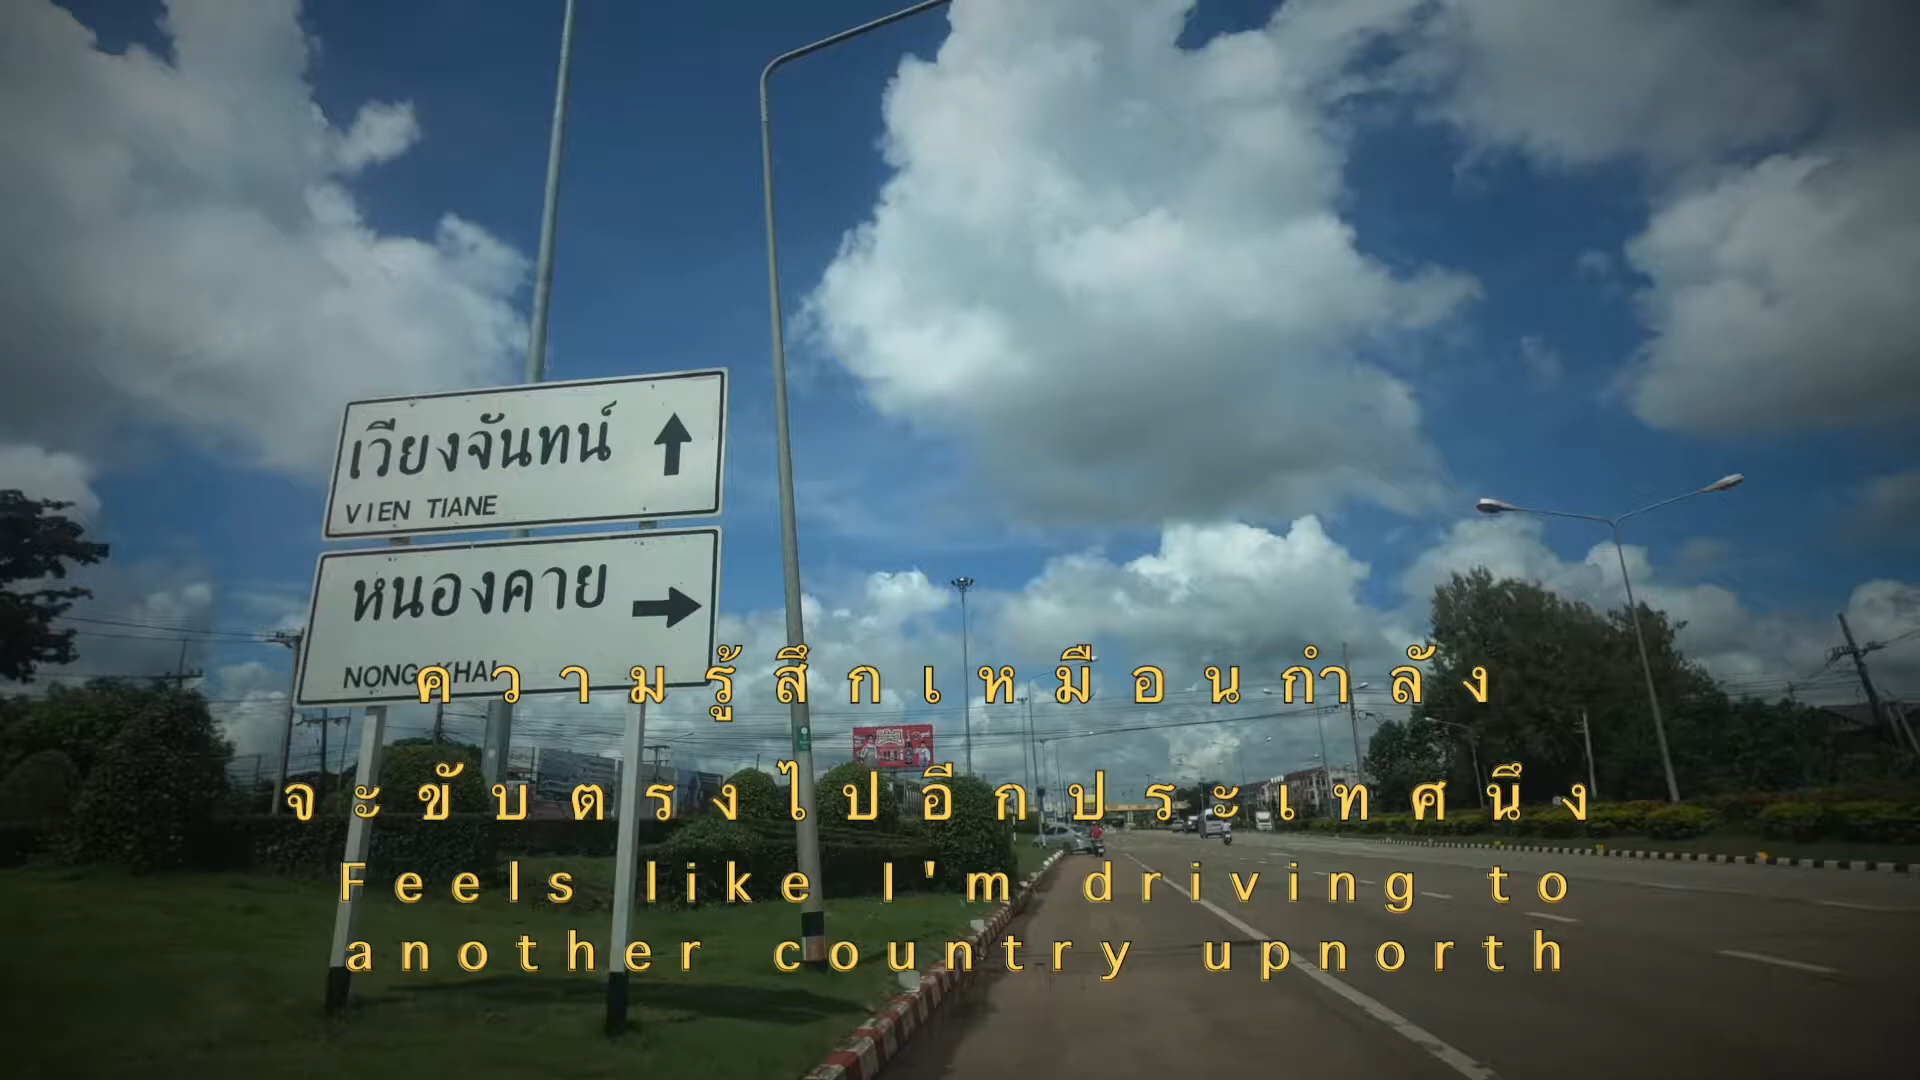 เวียงจันทน์
VIEN TIANE
หนองคาย
NONG KHAI
ความรู้สึกเหมือนกำลัง
จะขับตรงไปอีกประเทศนึง
Feels like I'm driving to
another country upnorth